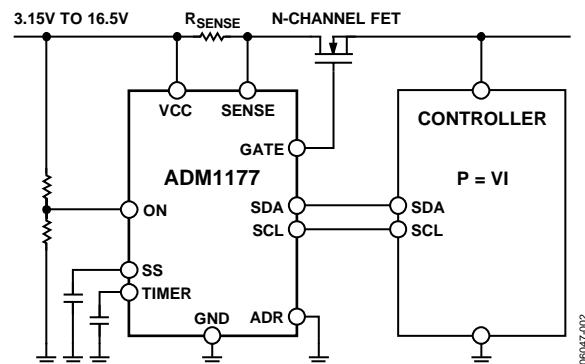 3.15V TO 16.5V
RSENSE
N-CHANNEL FET
VCC
SENSE
CONTROLLER
GATE
ADM1177
P = VI
ON
SDA
SDA
SCL
SCL
SS
TIMER
GND
ADR
06047-002